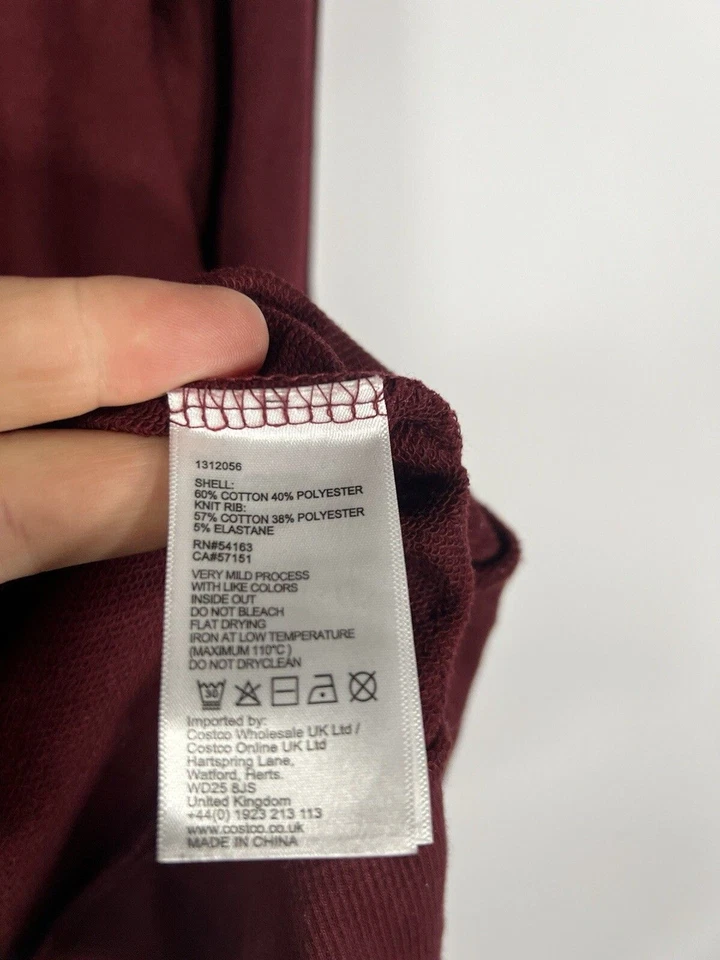 1312056
SHELL:
60% COTTON 40% POLYESTER
KNIT RIB:
57% COTTON 38% POLYESTER
5% ELASTANE
RN#54163
CA#57151
VERY MILD PROCESS
WITH LIKE COLORS
INSIDE OUT
DO NOT BLEACH
FLAT DRYING
IRON AT LOW TEMPERATURE
(MAXIMUM 110°C)
DO NOT DRYCLEAN
30
Imported by:
Costco Wholesale UK Ltd /
Costco Online UK Ltd
Hartspring Lane,
Watford, Herts.
WD25 8JS
United Kingdom
+44(0) 1923 213 113
www.costco.co.uk
MADE IN CHINA